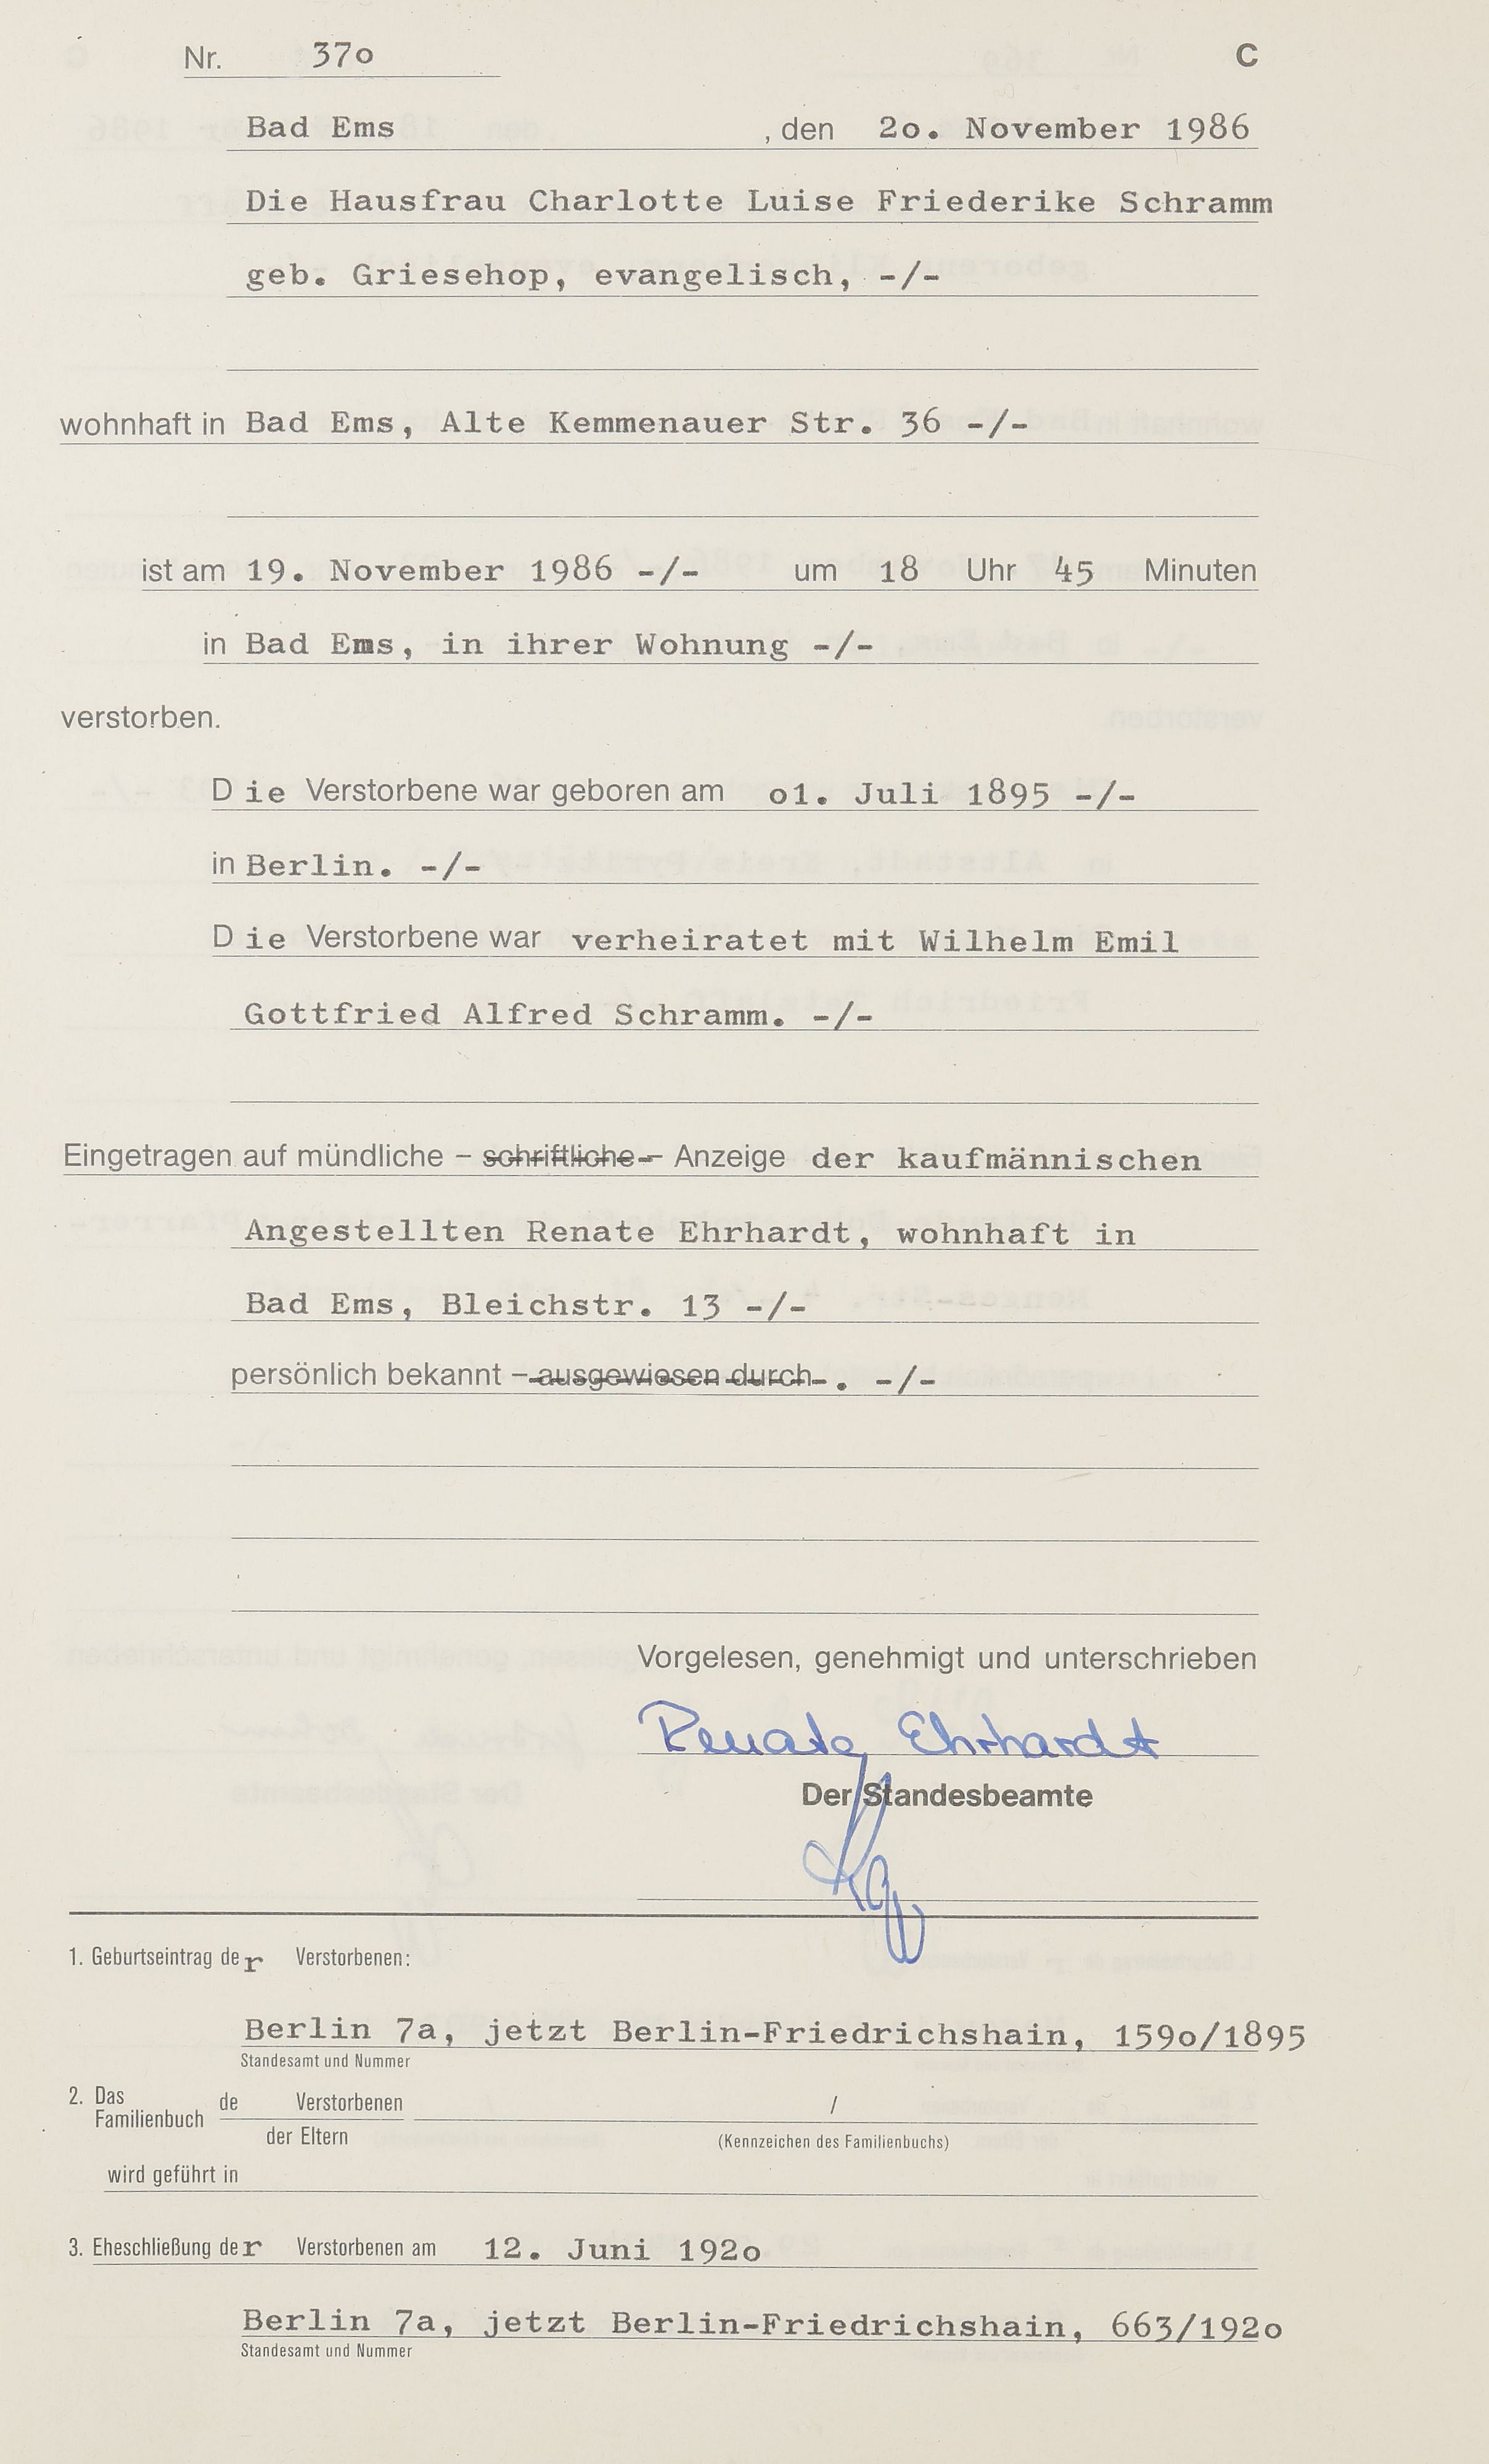 Nr. 37o C
Bad Ems , den 2o. November 1986
Die Hausfrau Charlotte Luise Friederike Schramm
geb. Griesehop, evangelisch, -/-
wohnhaft in Bad Ems, Alte Kemmenauer Str. 36 -/-
ist am 19. November 1986 -/- um 18 Uhr 45 Minuten
in Bad Ems, in ihrer Wohnung -/-
verstorben.
Die Verstorbene war geboren am o1. Juli 1895 -/-
in Berlin. -/-
Die Verstorbene war verheiratet mit Wilhelm Emil
Gottfried Alfred Schramm. -/-
Eingetragen auf mündliche – schriftliche – Anzeige der kaufmännischen
Angestellten Renate Ehrhardt, wohnhaft in
Bad Ems, Bleichstr. 13 -/-
persönlich bekannt – ausgewiesen durch . -/-
Vorgelesen, genehmigt und unterschrieben
Renate Ehrhardt
Der Standesbeamte
1. Geburtseintrag der Verstorbenen:
Berlin 7a, jetzt Berlin-Friedrichshain, 159o/1895
Standesamt und Nummer
2. Das Familienbuch de Verstorbenen /
der Eltern (Kennzeichen des Familienbuchs)
wird geführt in
3. Eheschließung der Verstorbenen am 12. Juni 192o
Berlin 7a, jetzt Berlin-Friedrichshain, 663/192o
Standesamt und Nummer